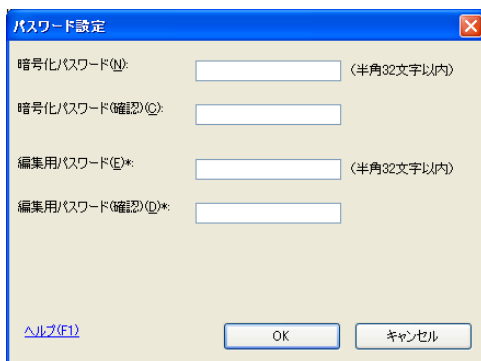 パスワード設定
暗号化パスワード(N): (半角32文字以内)
暗号化パスワード(確認)(C):
編集用パスワード(E)*: (半角32文字以内)
編集用パスワード(確認)(D)*:
ヘルプ(F1) OK キャンセル